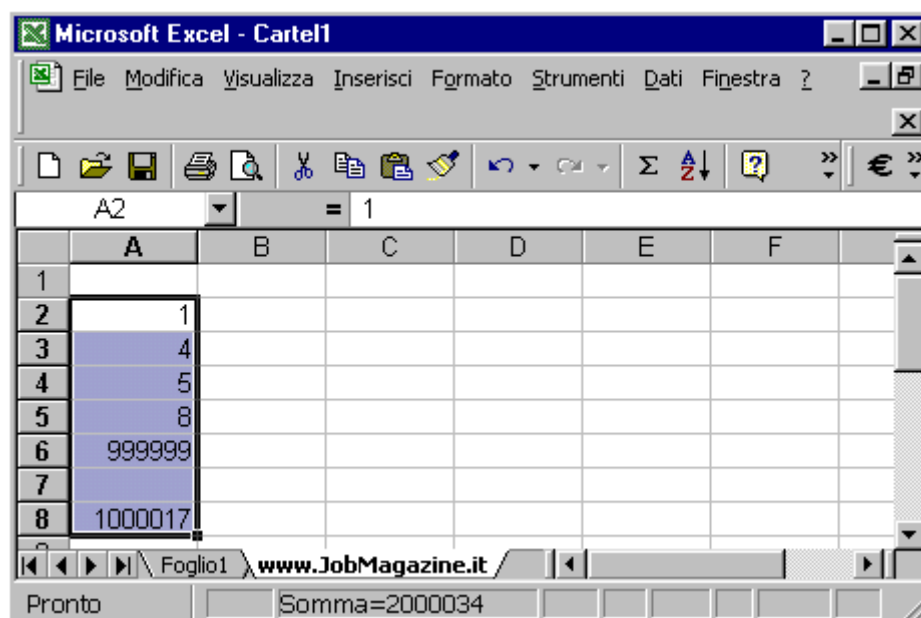 Microsoft Excel - Cartel1
File Modifica Visualizza Inserisci Formato Strumenti Dati Finestra ?
A2 = 1
A B C D E F
1
2 1
3 4
4 5
5 8
6 999999
7
8 1000017
Foglio1 www.JobMagazine.it
Pronto Somma=2000034